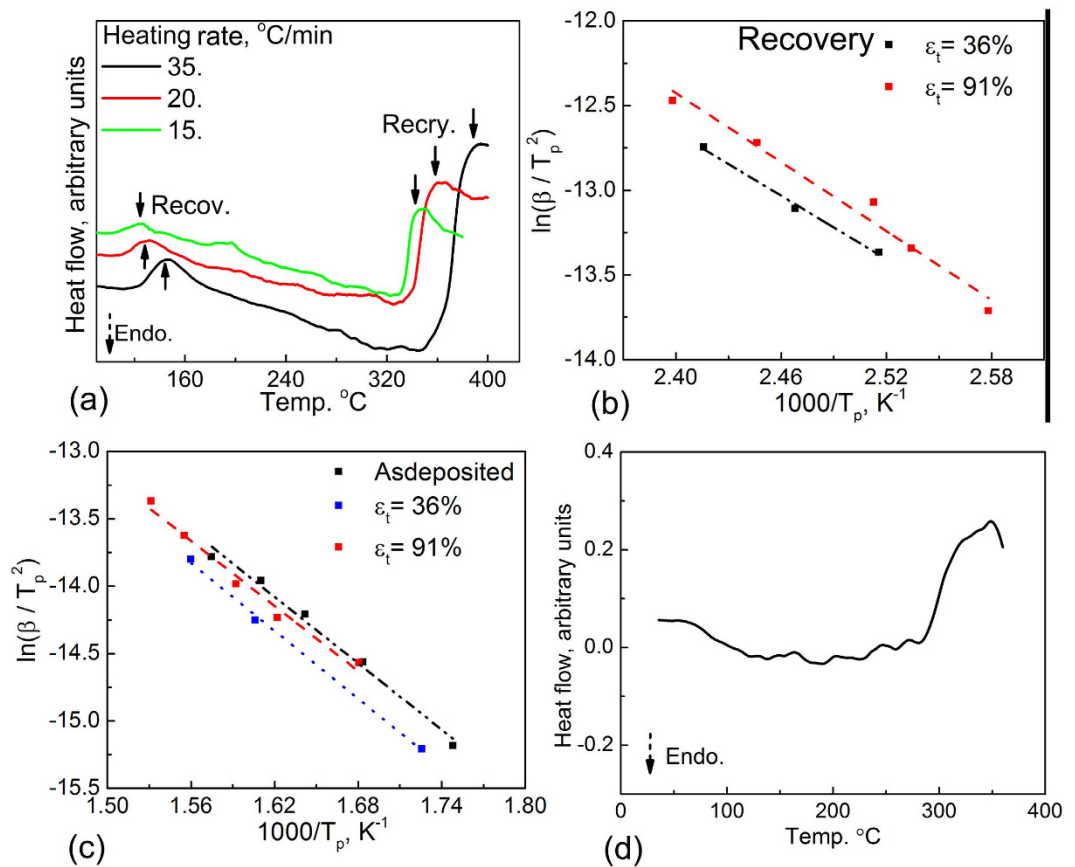 (a)
Heating rate, °C/min
35.
20.
15.
Recry.
Recov.
Endo.
Heat flow, arbitrary units
160
240
320
400
Temp. °C
(b)
Recovery
εt= 36%
εt= 91%
ln(β / Tp²)
-12.0
-12.5
-13.0
-13.5
-14.0
2.40
2.46
2.52
2.58
1000/Tp, K⁻¹
(c)
Asdeposited
εt= 36%
εt= 91%
ln(β / Tp²)
-13.0
-13.5
-14.0
-14.5
-15.0
-15.5
1.50
1.56
1.62
1.68
1.74
1.80
1000/Tp, K⁻¹
(d)
Heat flow, arbitrary units
0.4
0.2
0.0
-0.2
Endo.
0
100
200
300
400
Temp. °C